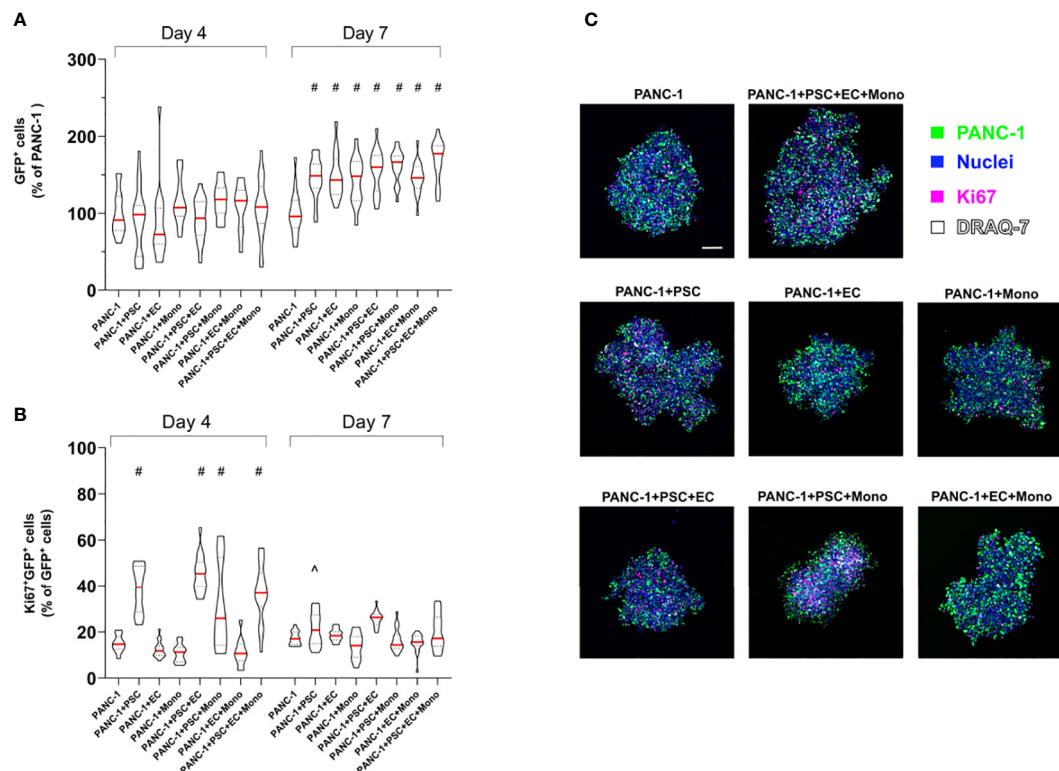 A
Day 4
Day 7
GFP+ cells
(% of PANC-1 )
300
200
100
0
#
#
#
#
#
#
#
PANC-1
PANC-1+PSC
PANC-1+EC
PANC-1+Mono
PANC-1+PSC+EC
PANC-1+PSC+Mono
PANC-1+EC+Mono
PANC-1+PSC+EC+Mono
PANC-1
PANC-1+PSC
PANC-1+EC
PANC-1+Mono
PANC-1+PSC+EC
PANC-1+PSC+Mono
PANC-1+EC+Mono
PANC-1+PSC+EC+Mono
B
Day 4
Day 7
Ki67+GFP+ cells
(% of GFP+ cells)
100
80
60
40
20
0
#
#
#
#
^
PANC-1
PANC-1+PSC
PANC-1+EC
PANC-1+Mono
PANC-1+PSC+EC
PANC-1+PSC+Mono
PANC-1+EC+Mono
PANC-1+PSC+EC+Mono
PANC-1
PANC-1+PSC
PANC-1+EC
PANC-1+Mono
PANC-1+PSC+EC
PANC-1+PSC+Mono
PANC-1+EC+Mono
PANC-1+PSC+EC+Mono
C
PANC-1
PANC-1+PSC+EC+Mono
PANC-1
Nuclei
Ki67
DRAQ-7
PANC-1+PSC
PANC-1+EC
PANC-1+Mono
PANC-1+PSC+EC
PANC-1+PSC+Mono
PANC-1+EC+Mono